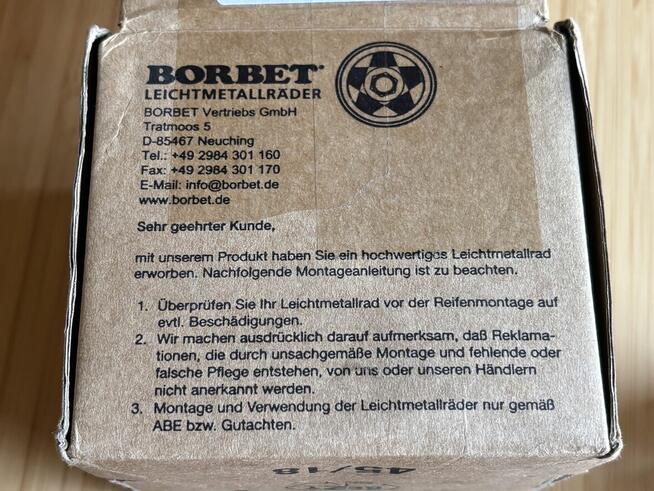 BORBET®
LEICHTMETALLRÄDER
BORBET Vertriebs GmbH
Tratmoos 5
D-85467 Neuching
Tel.: +49 2984 301 160
Fax: +49 2984 301 170
E-Mail: info@borbet.de
www.borbet.de
Sehr geehrter Kunde,
mit unserem Produkt haben Sie ein hochwertiges Leichtmetallrad
erworben. Nachfolgende Montageanleitung ist zu beachten.
1. Überprüfen Sie Ihr Leichtmetallrad vor der Reifenmontage auf
evtl. Beschädigungen.
2. Wir machen ausdrücklich darauf aufmerksam, daß Reklama-
tionen, die durch unsachgemäße Montage und fehlende oder
falsche Pflege entstehen, von uns oder unseren Händlern
nicht anerkannt werden.
3. Montage und Verwendung der Leichtmetallräder nur gemäß
ABE bzw. Gutachten.